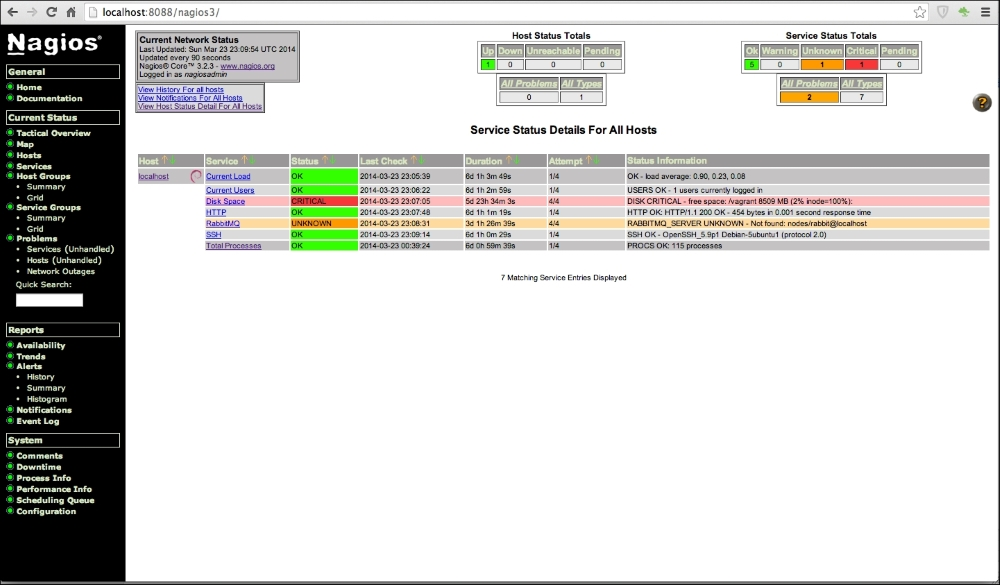 localhost:8088/nagios3/
Nagios®
General
Home
Documentation
Current Status
Tactical Overview
Map
Hosts
Services
Host Groups
Summary
Grid
Service Groups
Summary
Grid
Problems
Services (Unhandled)
Hosts (Unhandled)
Network Outages
Quick Search:
Reports
Availability
Trends
Alerts
History
Summary
Histogram
Notifications
Event Log
System
Comments
Downtime
Process Info
Performance Info
Scheduling Queue
Configuration
Current Network Status
Last Updated: Sun Mar 23 23:09:54 UTC 2014
Updated every 90 seconds
Nagios® Core™ 3.2.3 - www.nagios.org
Logged in as nagiosadmin
View History For all hosts
View Notifications For All Hosts
View Host Status Detail For All Hosts
Host Status Totals
Up Down Unreachable Pending
1 0 0 0
All Problems All Types
0 1
Service Status Totals
Ok Warning Unknown Critical Pending
5 0 1 1 0
All Problems All Types
2 7
?
Service Status Details For All Hosts
Host Service Status Last Check Duration Attempt Status Information
localhost Current Load OK 2014-03-23 23:05:39 6d 1h 3m 49s 1/4 OK - load average: 0.90, 0.23, 0.08
Current Users OK 2014-03-23 23:06:22 6d 1h 2m 59s 1/4 USERS OK - 1 users currently logged in
Disk Space CRITICAL 2014-03-23 23:07:05 5d 23h 34m 3s 4/4 DISK CRITICAL - free space: /vagrant 8509 MB (2% inode=100%):
HTTP OK 2014-03-23 23:07:48 6d 1h 1m 19s 1/4 HTTP OK: HTTP/1.1 200 OK - 454 bytes in 0.001 second response time
RabbitMQ UNKNOWN 2014-03-23 23:08:31 3d 1h 26m 39s 4/4 RABBITMQ_SERVER UNKNOWN - Not found: nodes/rabbit@localhost
SSH OK 2014-03-23 23:09:14 6d 1h 0m 29s 1/4 SSH OK - OpenSSH_5.9p1 Debian-5ubuntu1 (protocol 2.0)
Total Processes OK 2014-03-23 00:39:24 6d 0h 59m 39s 1/4 PROCS OK: 115 processes
7 Matching Service Entries Displayed